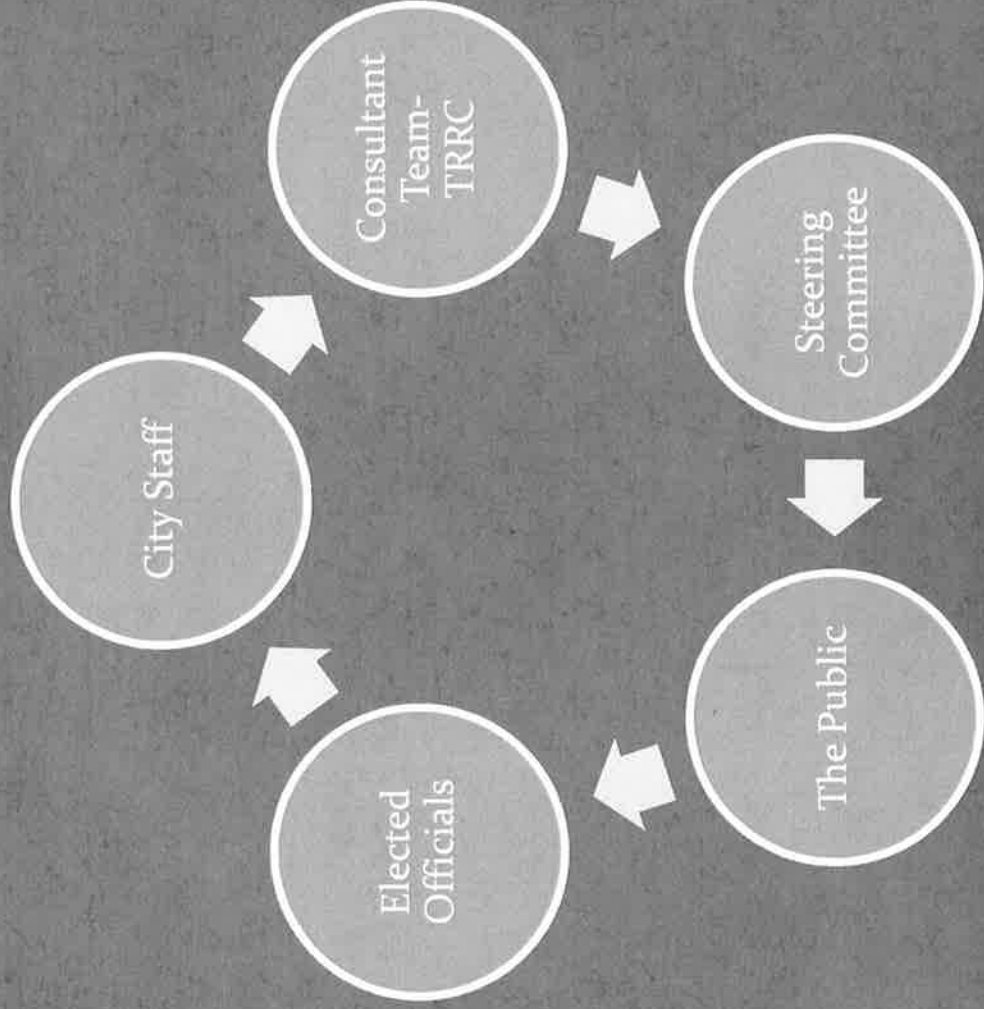 City Staff
Consultant
Team-
TRRC
Steering
Committee
The Public
Elected
Officials